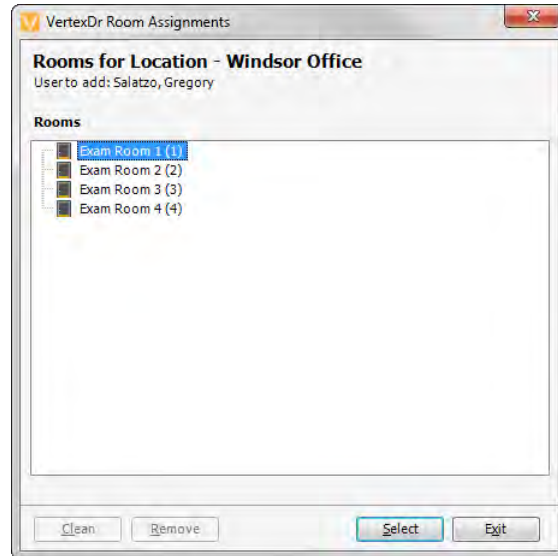 VertexDr Room Assignments
Rooms for Location - Windsor Office
User to add: Salatzo, Gregory
Rooms
Exam Room 1 (1)
Exam Room 2 (2)
Exam Room 3 (3)
Exam Room 4 (4)
Clean Remove Select Exit